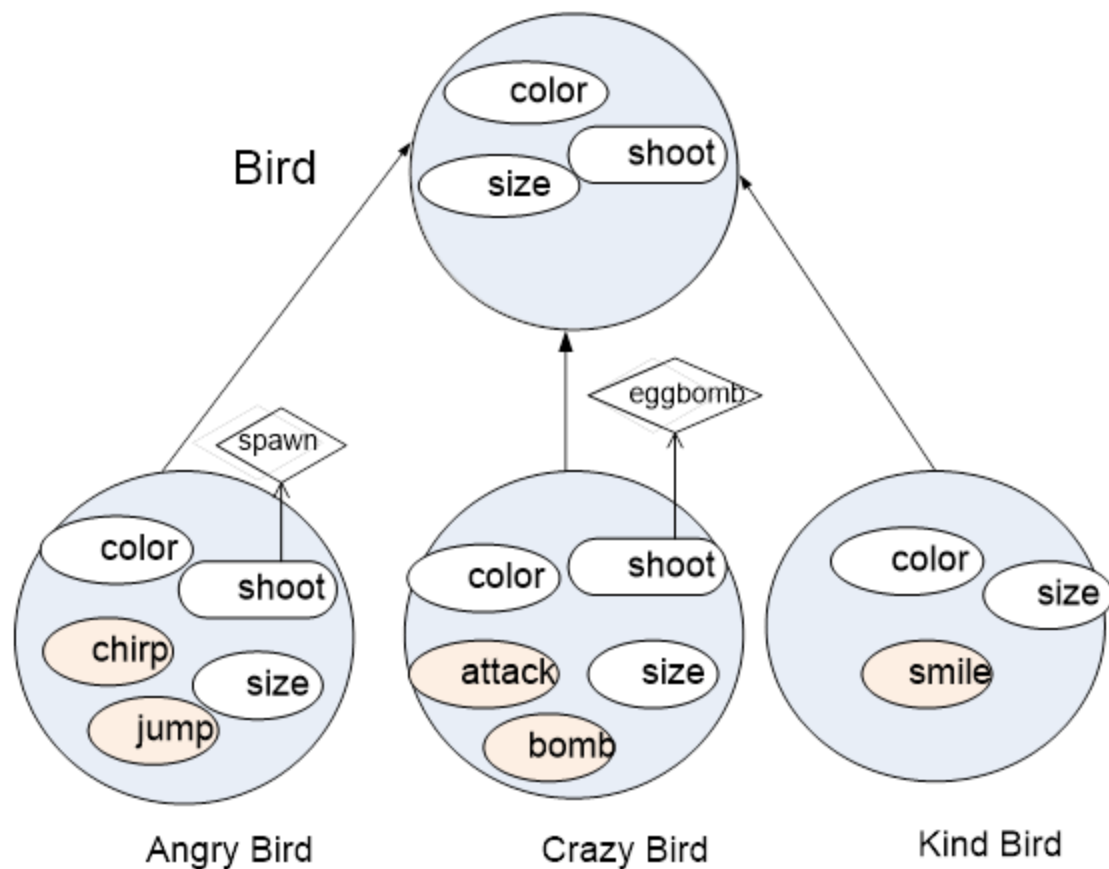 color
shoot
Bird
size
eggbomb
spawn
color
shoot
chirp
size
jump
color
shoot
attack
size
bomb
color
size
smile
Angry Bird
Crazy Bird
Kind Bird